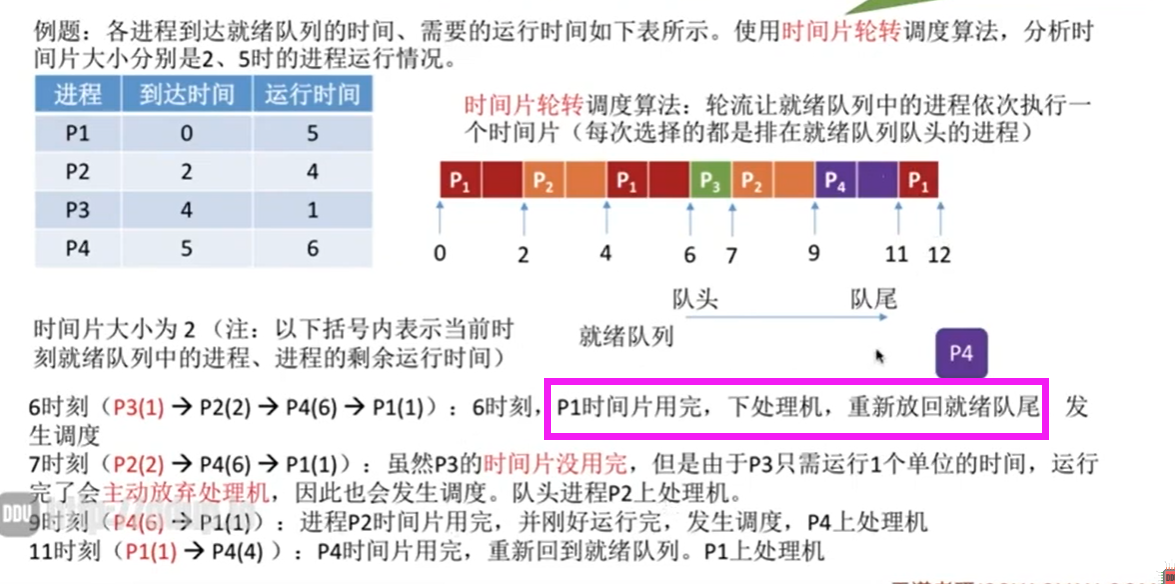 例题：各进程到达就绪队列的时间、需要的运行时间如下表所示。使用时间片轮转调度算法，分析时
间片大小分别是2、5时的进程运行情况。
进程 到达时间 运行时间
P1 0 5
P2 2 4
P3 4 1
P4 5 6
时间片轮转调度算法：轮流让就绪队列中的进程依次执行一
个时间片（每次选择的都是排在就绪队列队头的进程）
P1 P2 P1 P3 P2 P4 P1
0 2 4 6 7 9 11 12
队头 队尾
就绪队列
P4
时间片大小为 2 （注：以下括号内表示当前时
刻就绪队列中的进程、进程的剩余运行时间）
6时刻（P3(1) → P2(2) → P4(6) → P1(1)）：6时刻，P1时间片用完，下处理机，重新放回就绪队尾 发
生调度
7时刻（P2(2) → P4(6) → P1(1)）：虽然P3的时间片没用完，但是由于P3只需运行1个单位的时间，运行
完了会主动放弃处理机，因此也会发生调度。队头进程P2上处理机。
9时刻（P4(6) → P1(1)）：进程P2时间片用完，并刚好运行完，发生调度，P4上处理机
11时刻（P1(1) → P4(4) ）：P4时间片用完，重新回到就绪队列。P1上处理机
DDU